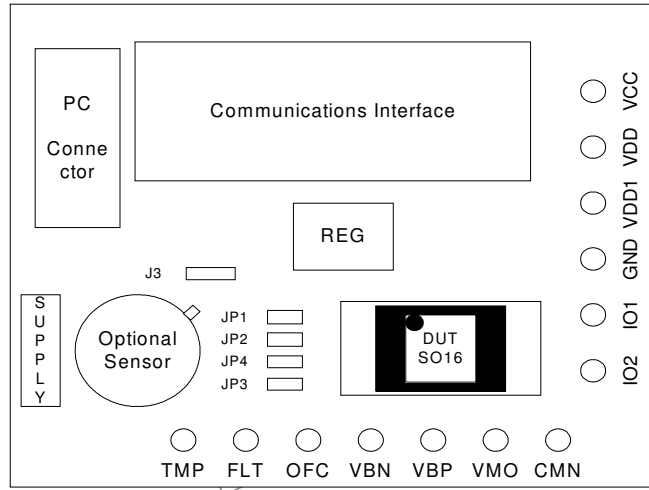 PC
Conne
ctor
Communications Interface
VCC
VDD
VDD1
GND
IO1
IO2
REG
J3
S
U
P
P
L
Y
Optional
Sensor
JP1
JP2
JP4
JP3
DUT
SO16
TMP FLT OFC VBN VBP VMO CMN